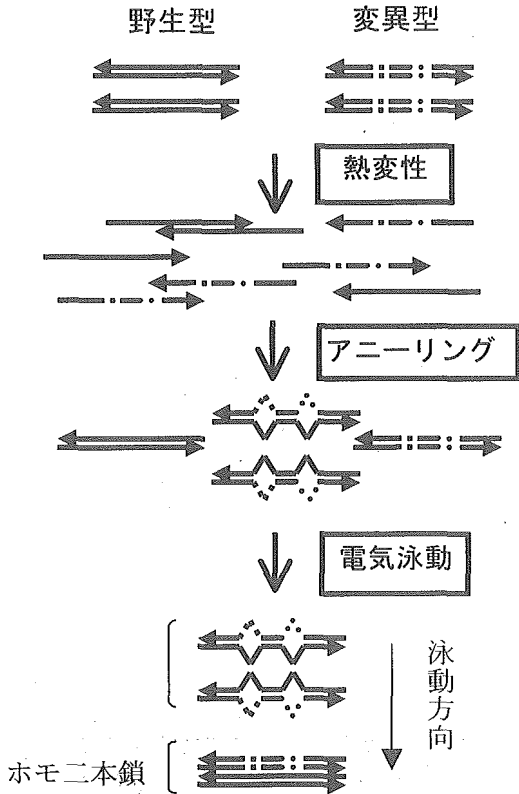 野生型
変異型
熱変性
アニーリング
電気泳動
泳動方向
ホモ二本鎖